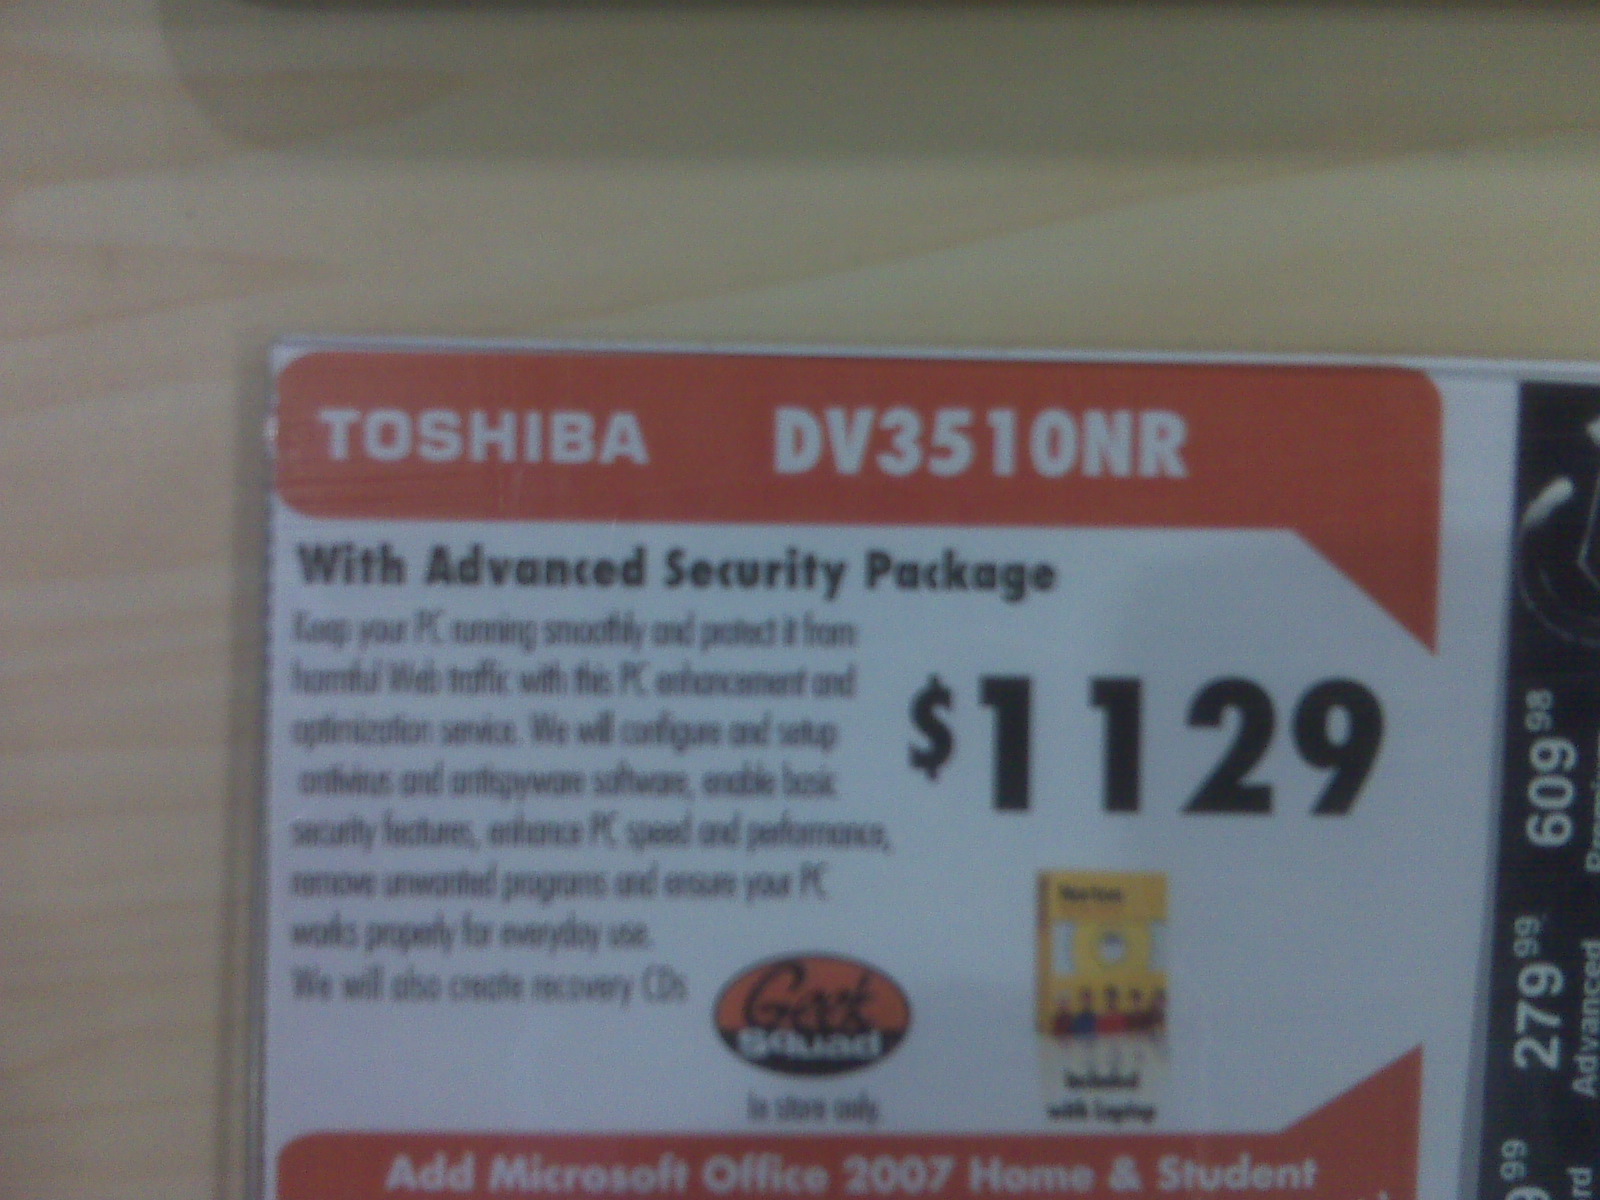 TOSHIBA DV3510NR
With Advanced Security Package
Keep your PC running smoothly and protect it from
harmful Web traffic with this PC enhancement and
optimization service. We will configure and setup
antivirus and antispyware software, enable basic
security features, enhance PC speed and performance,
remove unwanted programs and ensure your PC
works properly for everyday use.
We will also create recovery CDs
$1129
Geek
Squad
In store only.
Norton
Included
with Laptop
Add Microsoft Office 2007 Home & Student
609 98
279 99
Advanced
99